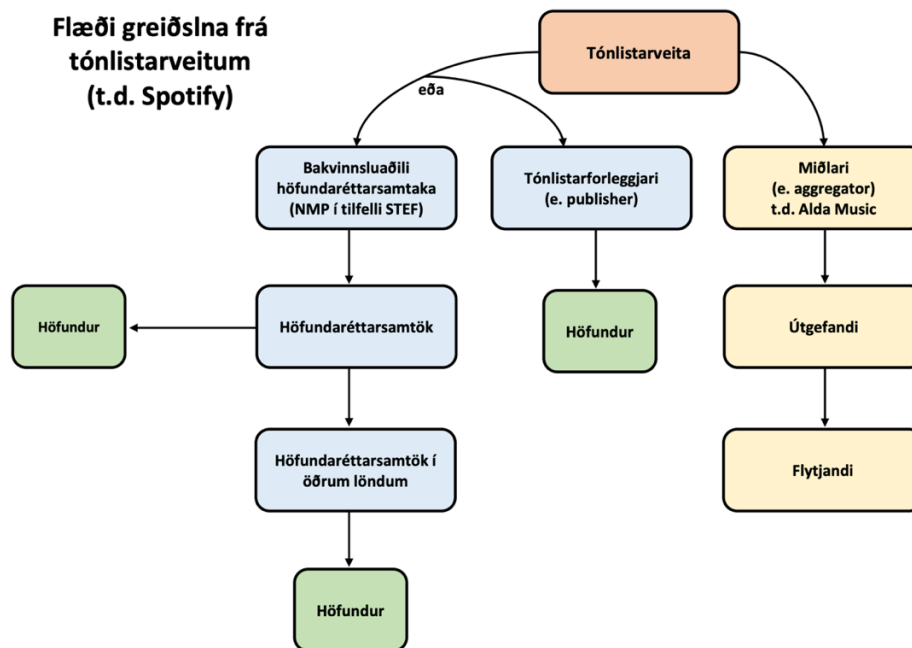 Flæði greiðslna frá
tónlistarveitum
(t.d. Spotify)
Tónlistarveita
eða
Bakvinnsluaðili
höfundaréttarsamtaka
(NMP í tilfelli STEF)
Tónlistarforleggjari
(e. publisher)
Miðlari
(e. aggregator)
t.d. Alda Music
Höfundur
Höfundaréttarsamtök
Höfundur
Útgefandi
Höfundaréttarsamtök í
öðrum löndum
Flytjandi
Höfundur